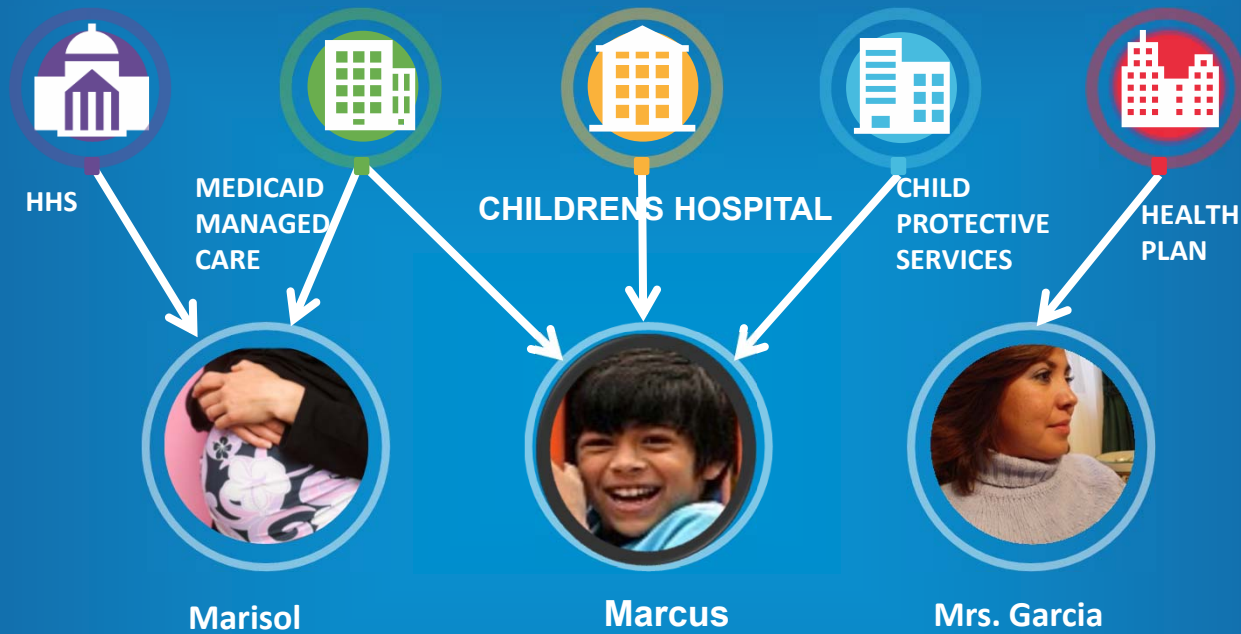 HHS
MEDICAID
MANAGED
CARE
CHILDRENS HOSPITAL
CHILD
PROTECTIVE
SERVICES
HEALTH
PLAN
Marisol
Marcus
Mrs. Garcia